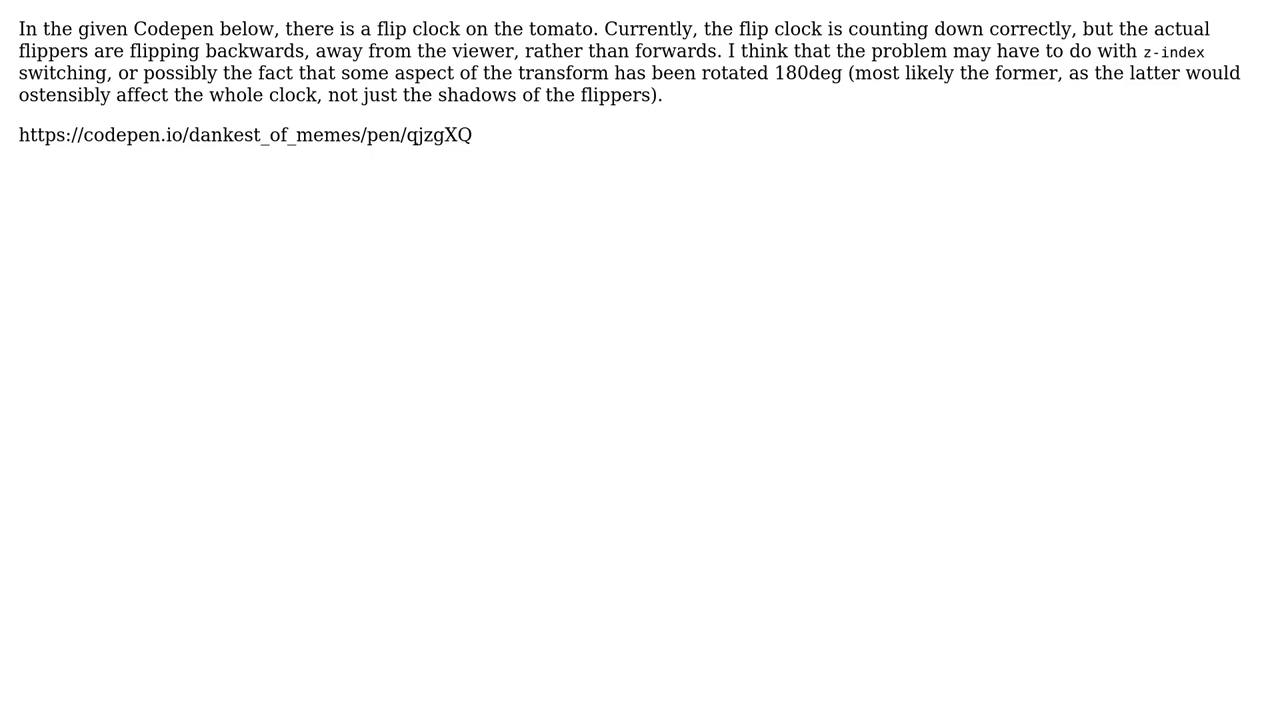 In the given Codepen below, there is a flip clock on the tomato. Currently, the flip clock is counting down correctly, but the actual
flippers are flipping backwards, away from the viewer, rather than forwards. I think that the problem may have to do with z-index
switching, or possibly the fact that some aspect of the transform has been rotated 180deg (most likely the former, as the latter would
ostensibly affect the whole clock, not just the shadows of the flippers).
https://codepen.io/dankest_of_memes/pen/qjzgXQ